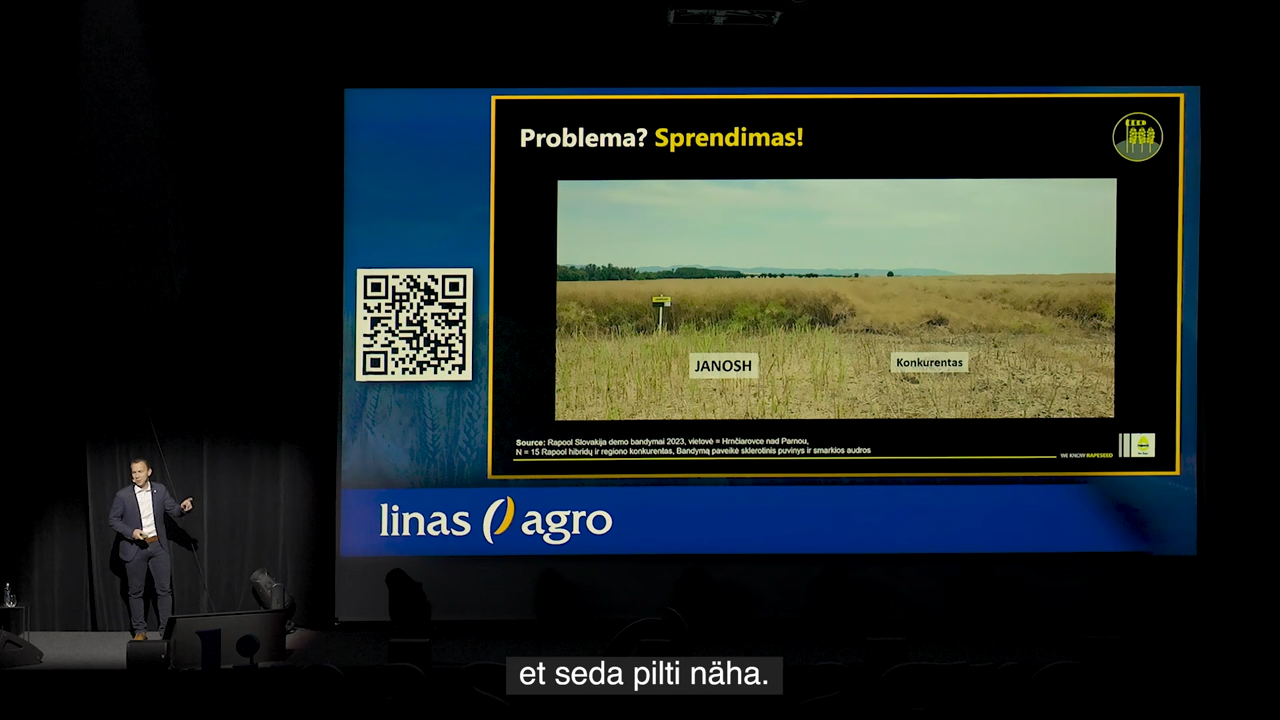 Problema? Sprendimas!
JANOSH
Konkurentas
Source: Rapool Slovakija demo bandymai 2023, vietovė = Hrnčiarovce nad Parnou,
N = 15 Rapool hibridų ir regiono konkurentas, Bandymą paveikė sklerotinis puvinys ir smarkios audros
WE KNOW RAPESEED
linas agro
et seda pilti näha.